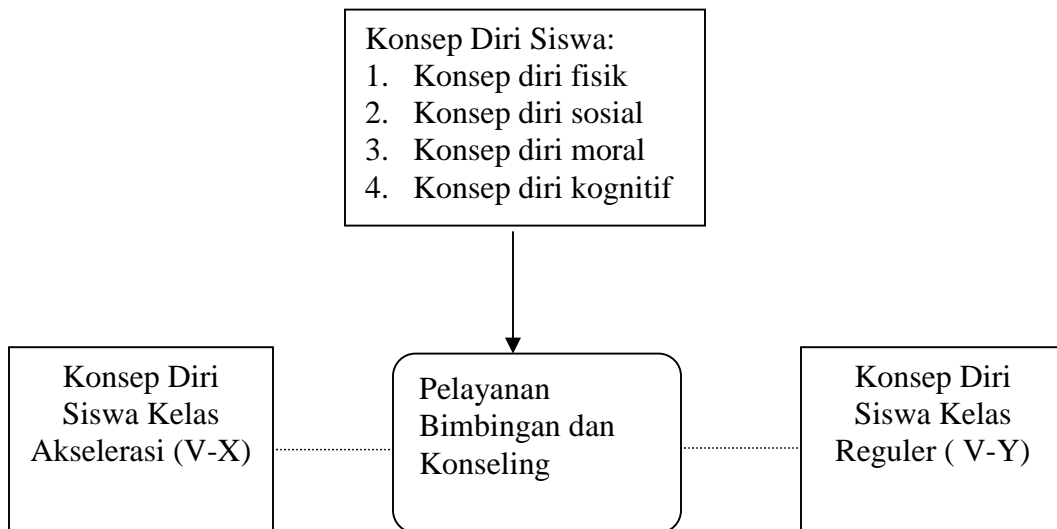 Konsep Diri Siswa:
1. Konsep diri fisik
2. Konsep diri sosial
3. Konsep diri moral
4. Konsep diri kognitif
Konsep Diri
Siswa Kelas
Akselerasi (V-X)
Pelayanan
Bimbingan dan
Konseling
Konsep Diri
Siswa Kelas
Reguler ( V-Y)